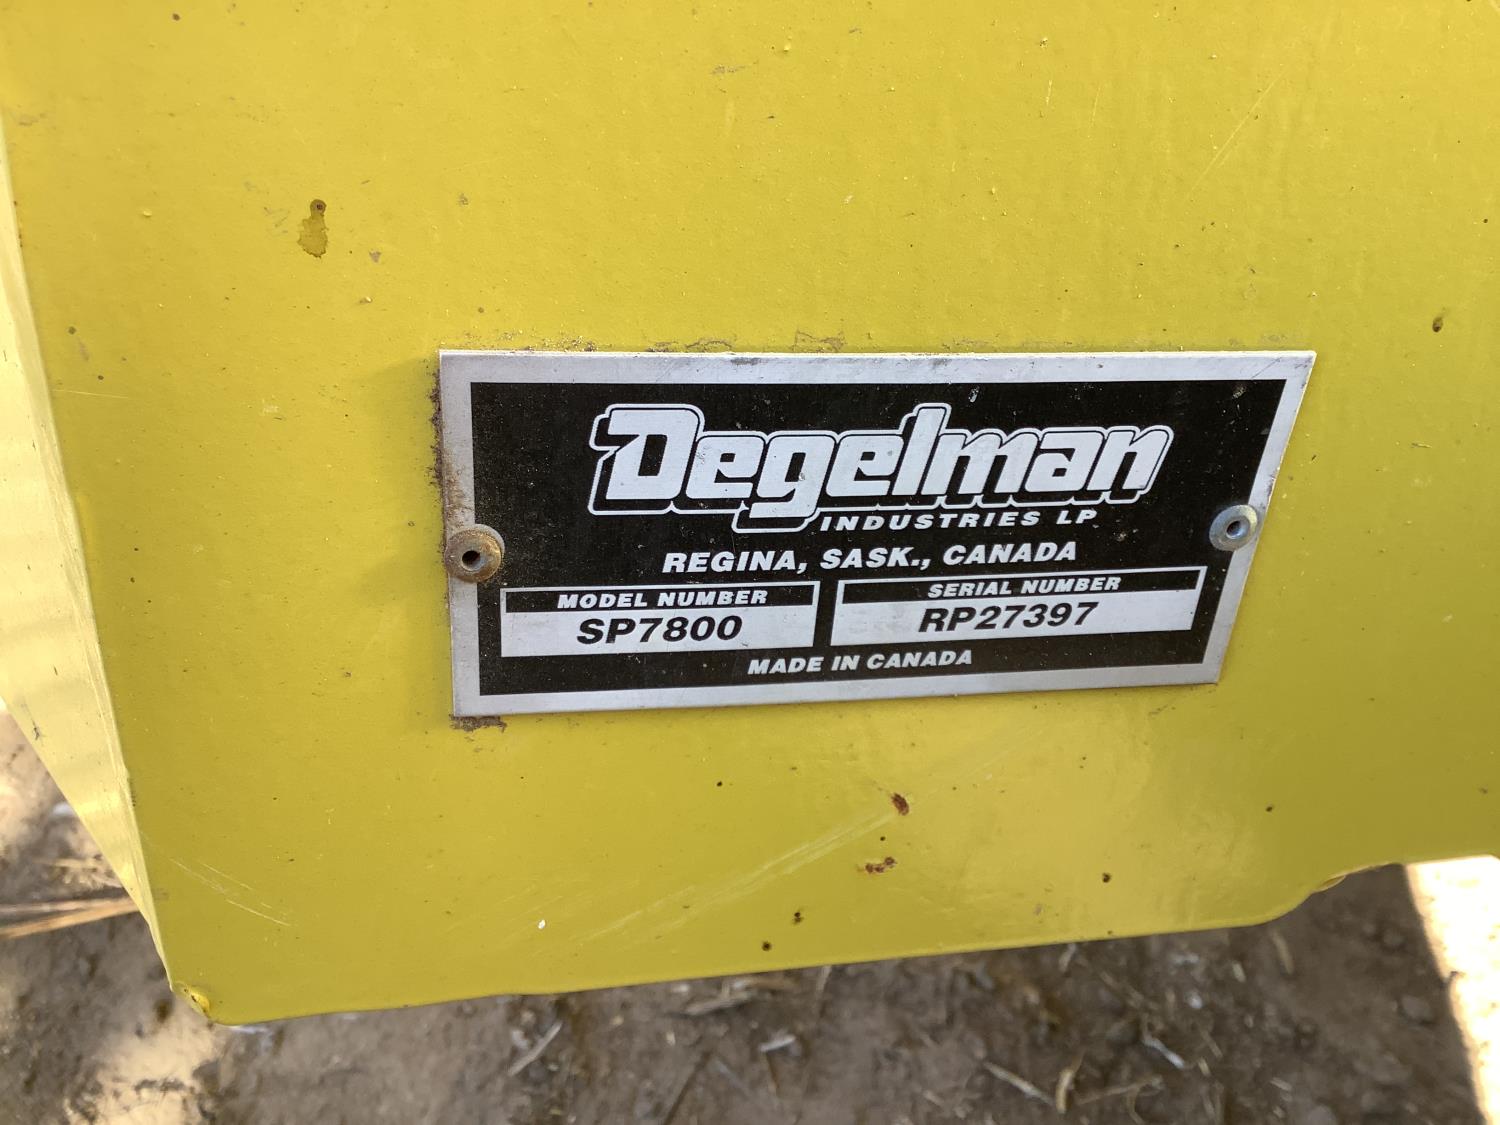 Degelman
INDUSTRIES LP
REGINA, SASK., CANADA
MODEL NUMBER
SP7800
SERIAL NUMBER
RP27397
MADE IN CANADA